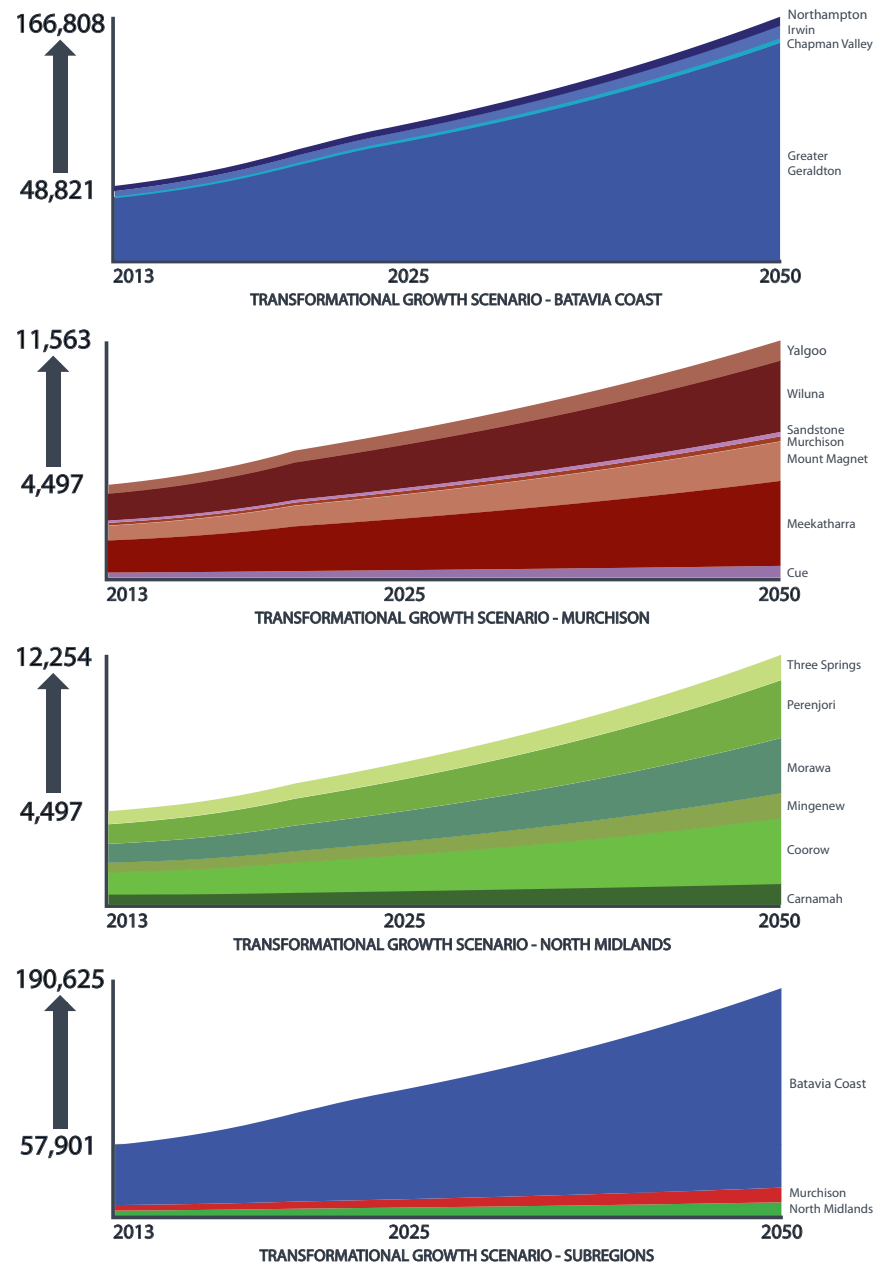 166,808
48,821
Northampton
Irwin
Chapman Valley
Greater
Geraldton
2013 2025 2050
TRANSFORMATIONAL GROWTH SCENARIO - BATAVIA COAST
11,563
4,497
Yalgoo
Wiluna
Sandstone
Murchison
Mount Magnet
Meekatharra
Cue
2013 2025 2050
TRANSFORMATIONAL GROWTH SCENARIO - MURCHISON
12,254
4,497
Three Springs
Perenjori
Morawa
Mingenew
Coorow
Carnamah
2013 2025 2050
TRANSFORMATIONAL GROWTH SCENARIO - NORTH MIDLANDS
190,625
57,901
Batavia Coast
Murchison
North Midlands
2013 2025 2050
TRANSFORMATIONAL GROWTH SCENARIO - SUBREGIONS